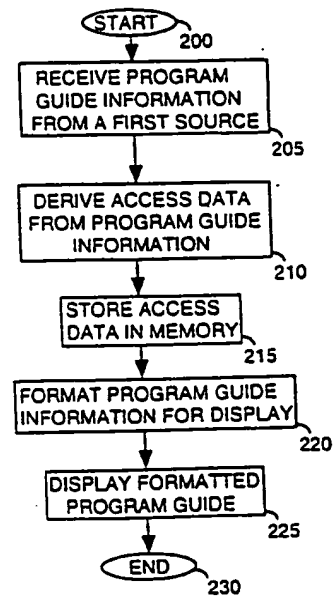 START
200
RECEIVE PROGRAM
GUIDE INFORMATION
FROM A FIRST SOURCE
205
DERIVE ACCESS DATA
FROM PROGRAM GUIDE
INFORMATION
210
STORE ACCESS
DATA IN MEMORY
215
FORMAT PROGRAM GUIDE
INFORMATION FOR DISPLAY
220
DISPLAY FORMATTED
PROGRAM GUIDE
225
END
230